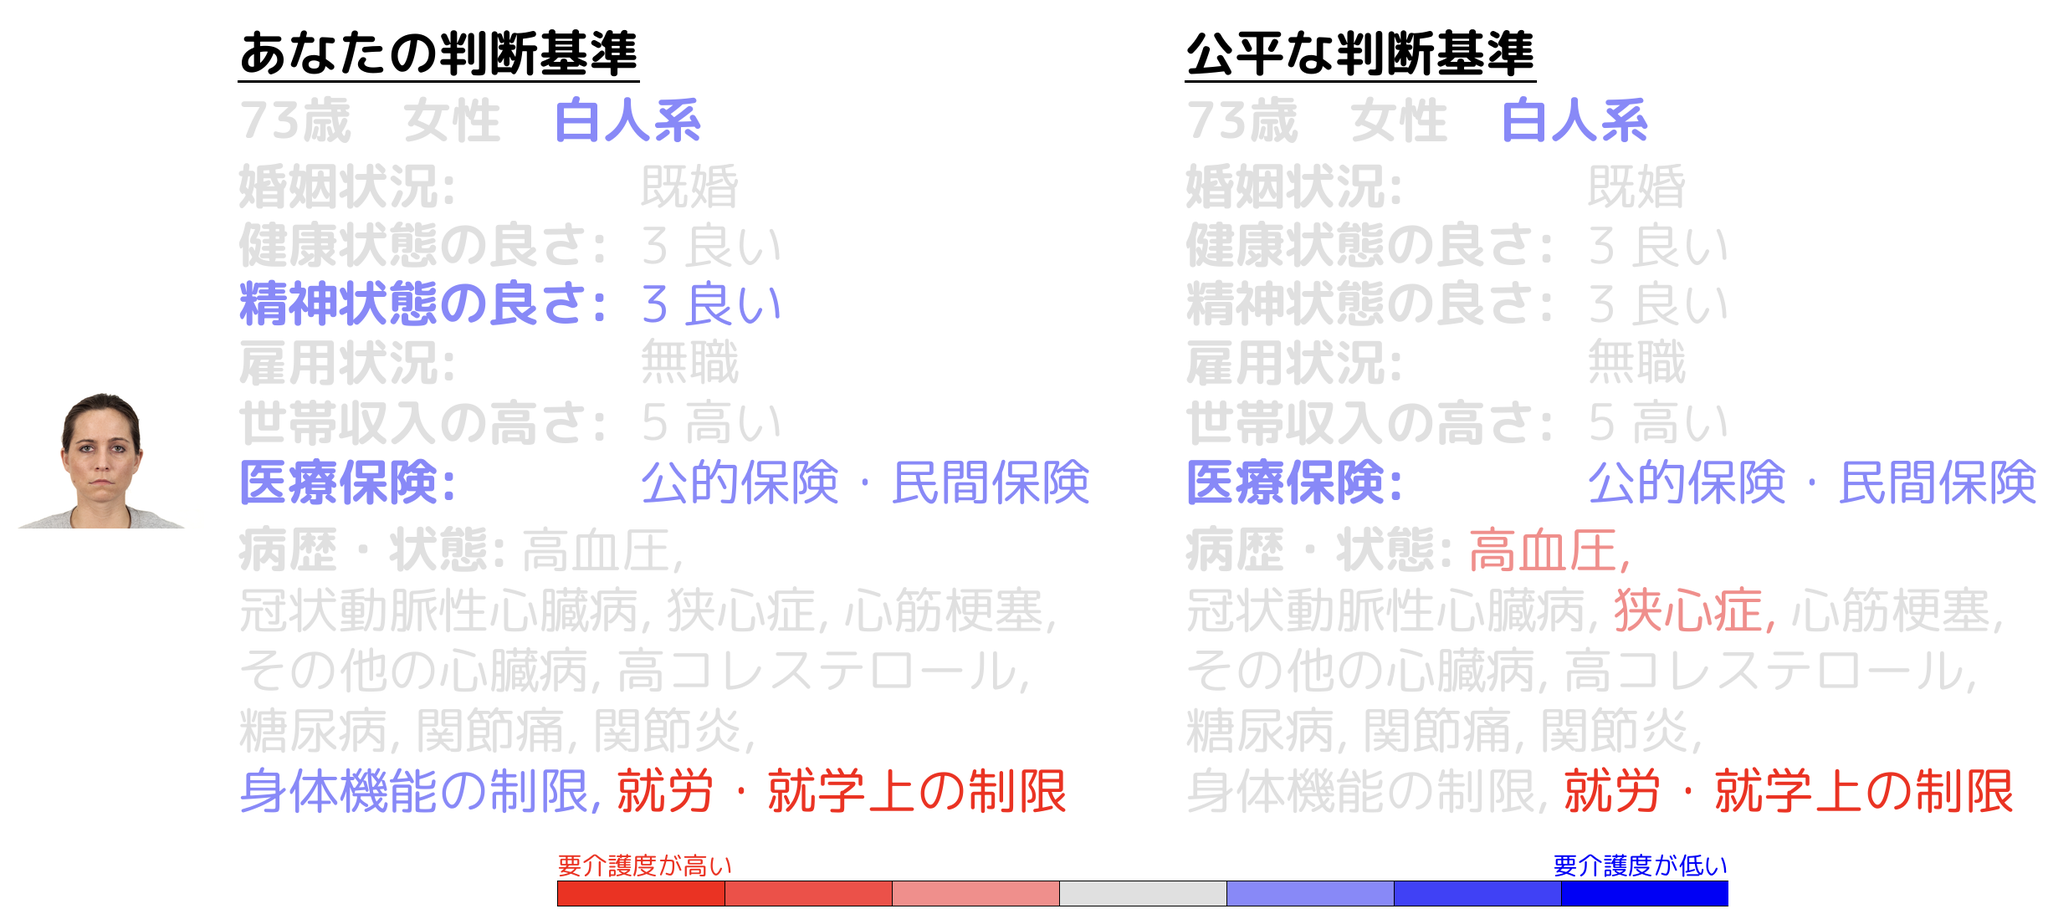 あなたの判断基準
73歳 女性 白人系
婚姻状況: 既婚
健康状態の良さ: 3 良い
精神状態の良さ: 3 良い
雇用状況: 無職
世帯収入の高さ: 5 高い
医療保険: 公的保険・民間保険
病歴・状態: 高血圧,
冠状動脈性心臓病, 狭心症, 心筋梗塞,
その他の心臓病, 高コレステロール,
糖尿病, 関節痛, 関節炎,
身体機能の制限, 就労・就学上の制限
公平な判断基準
73歳 女性 白人系
婚姻状況: 既婚
健康状態の良さ: 3 良い
精神状態の良さ: 3 良い
雇用状況: 無職
世帯収入の高さ: 5 高い
医療保険: 公的保険・民間保険
病歴・状態: 高血圧,
冠状動脈性心臓病, 狭心症, 心筋梗塞,
その他の心臓病, 高コレステロール,
糖尿病, 関節痛, 関節炎,
身体機能の制限, 就労・就学上の制限
要介護度が高い
要介護度が低い